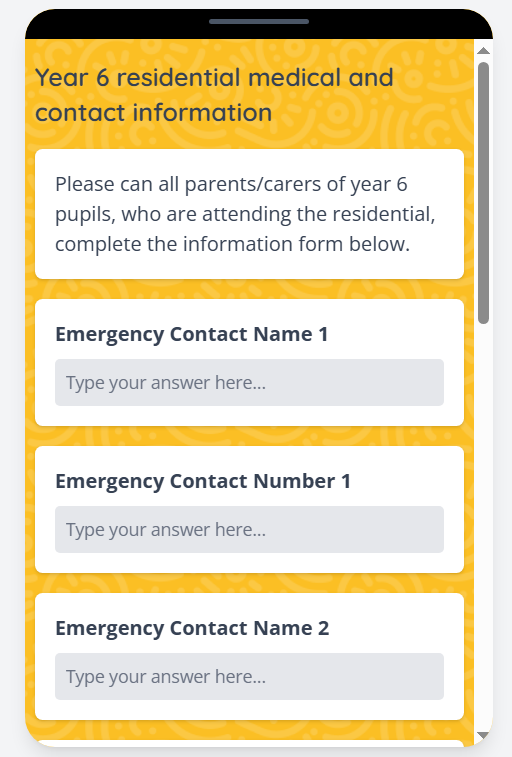 Year 6 residential medical and
contact information
Please can all parents/carers of year 6
pupils, who are attending the residential,
complete the information form below.
Emergency Contact Name 1
Type your answer here...
Emergency Contact Number 1
Type your answer here...
Emergency Contact Name 2
Type your answer here...